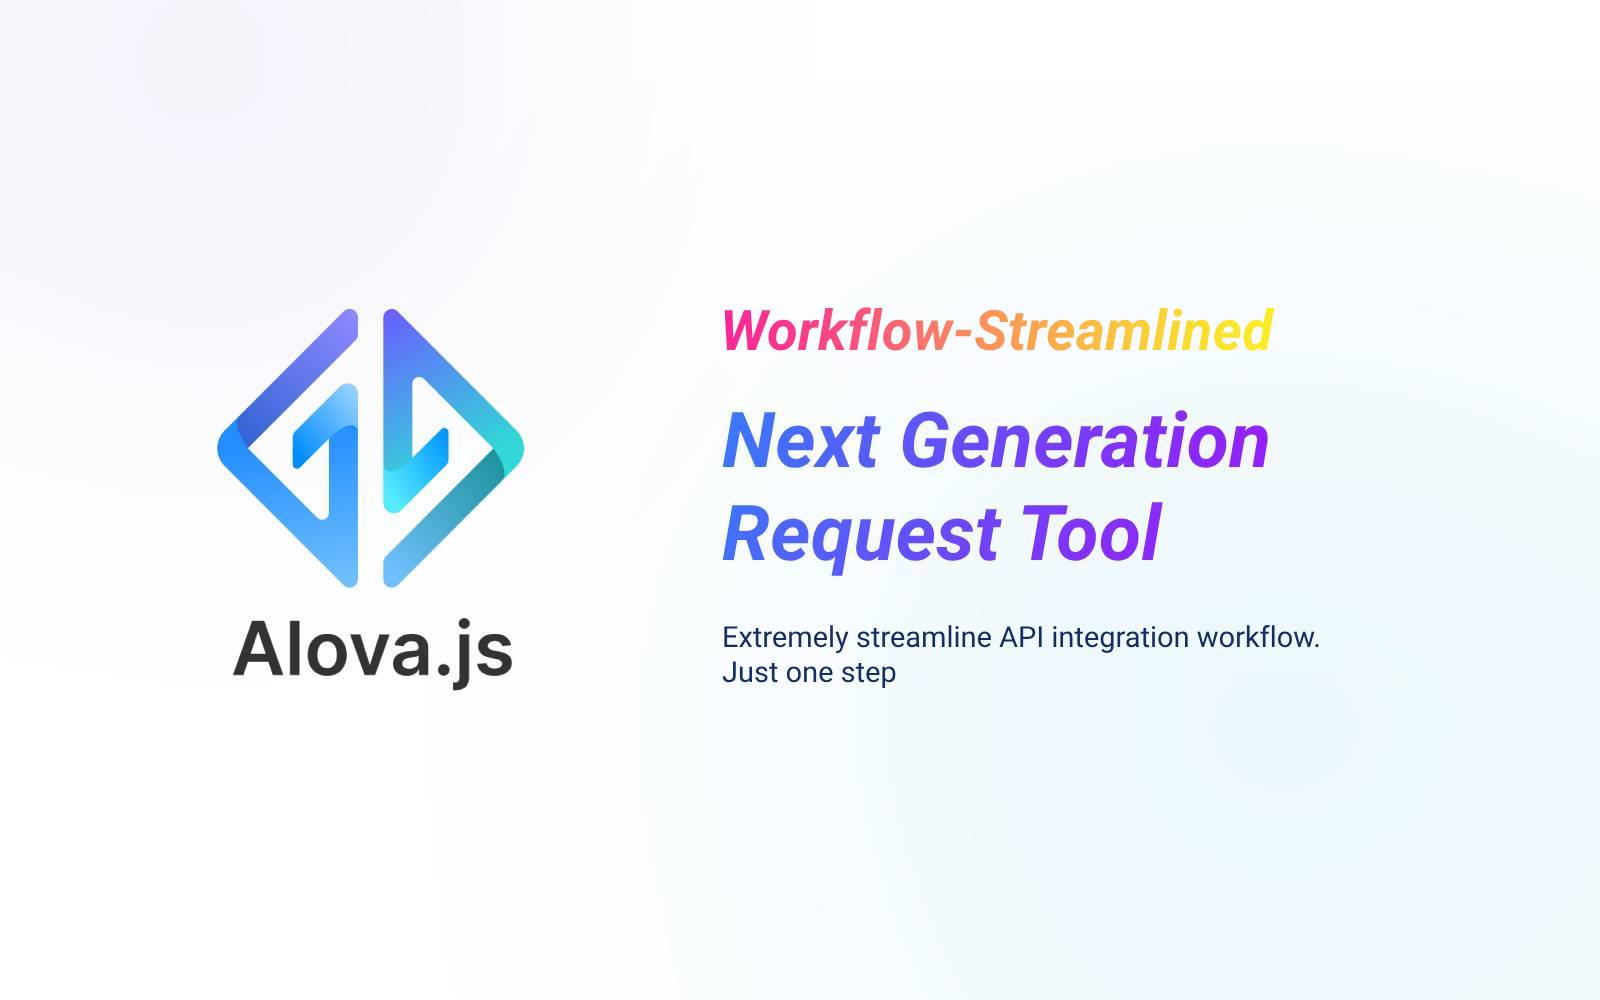 Alova.js
Workflow-Streamlined
Next Generation
Request Tool
Extremely streamline API integration workflow.
Just one step